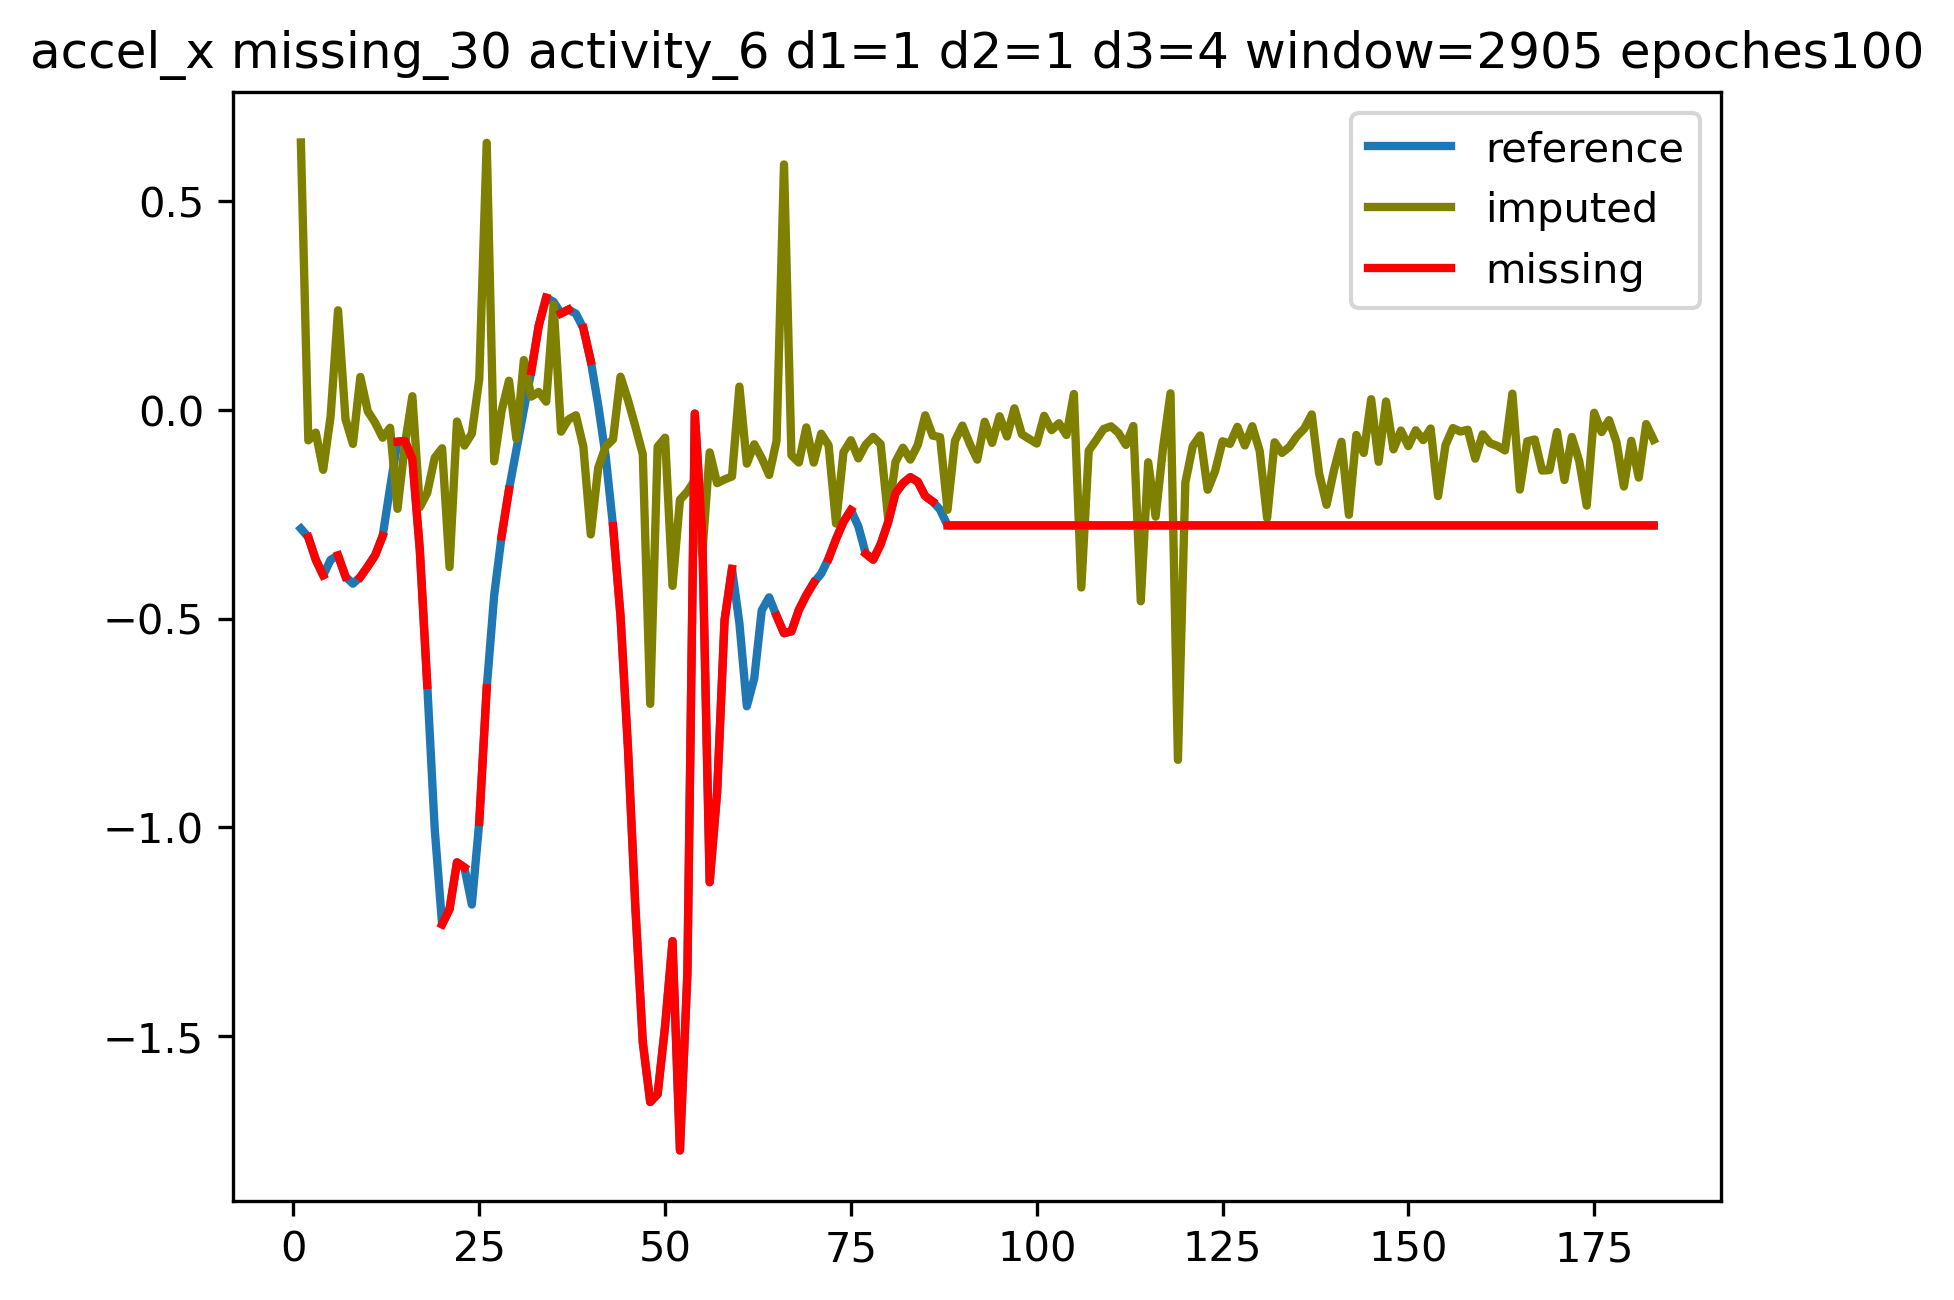 accel_x missing_30 activity_6 d1=1 d2=1 d3=4 window=2905 epoches100
reference
imputed
missing
0.5
0.0
−0.5
−1.0
−1.5
0 25 50 75 100 125 150 175